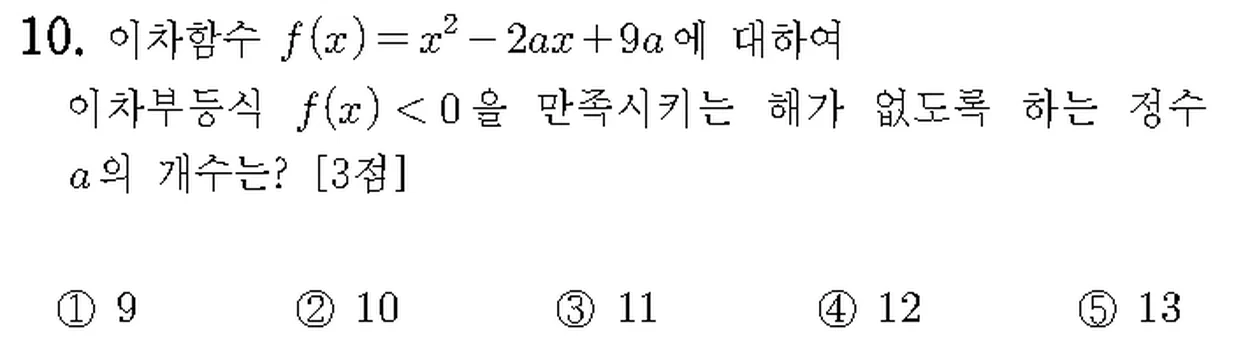 10. 이차함수 f(x)=x²-2ax+9a에 대하여
이차부등식 f(x)<0을 만족시키는 해가 없도록 하는 정수
a의 개수는? [3점]
① 9 ② 10 ③ 11 ④ 12 ⑤ 13